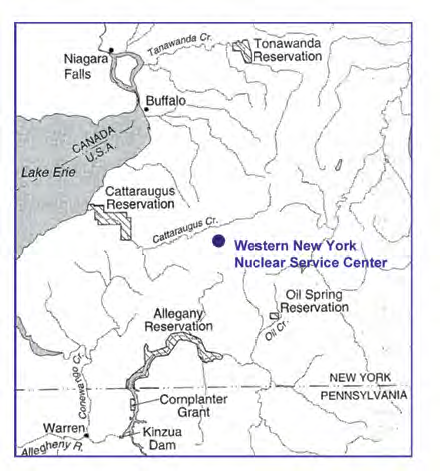 Tanawanda Cr.
Tonawanda
Reservation
Niagara
Falls
Buffalo
CANADA
U.S.A.
Lake Erie
Cattaraugus
Reservation
Cattaraugus Cr.
Western New York
Nuclear Service Center
Oil Spring
Reservation
Oil Cr.
Allegany
Reservation
Conewango Cr.
NEW YORK
PENNSYLVANIA
Cornplanter
Grant
Warren
Kinzua
Dam
Allegheny R.